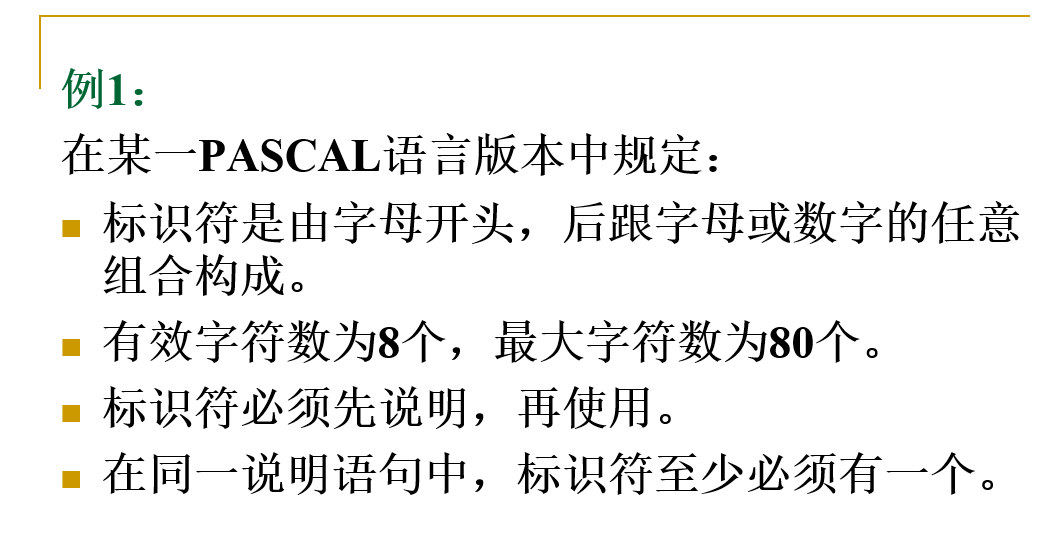 例1：
在某一PASCAL语言版本中规定：
标识符是由字母开头，后跟字母或数字的任意
组合构成。
有效字符数为8个，最大字符数为80个。
标识符必须先说明，再使用。
在同一说明语句中，标识符至少必须有一个。